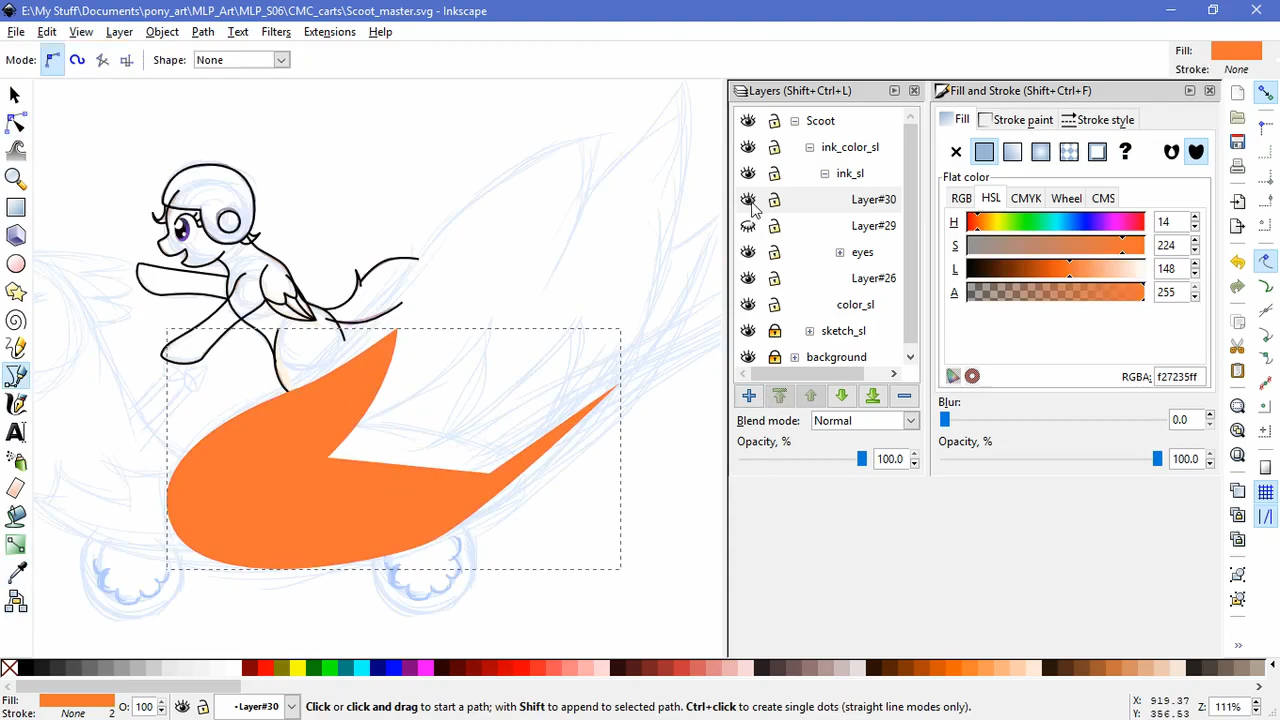 E:\My Stuff\Documents\pony_art\MLP_Art\MLP_S06\CMC_carts\Scoot_master.svg - Inkscape
File Edit View Layer Object Path Text Filters Extensions Help
Mode: Shape: None Fill:
Stroke: None
Layers (Shift+Ctrl+L) Fill and Stroke (Shift+Ctrl+F)
Scoot Fill Stroke paint Stroke style
ink_color_sl
ink_sl
Flat color
Layer#30 RGB HSL CMYK Wheel CMS
Layer#29 H 14
eyes S 224
Layer#26 L 148
color_sl A 255
sketch_sl
background
RGBA: f27235ff
Blur:
Blend mode: Normal 0.0
Opacity, % Opacity, %
100.0 100.0
Fill: O: 100 Layer#30 Click or click and drag to start a path; with Shift to append to selected path. Ctrl+click to create single dots (straight line modes only). X: 919.37 Z: 111%
Stroke: None 2 Y: 356.53